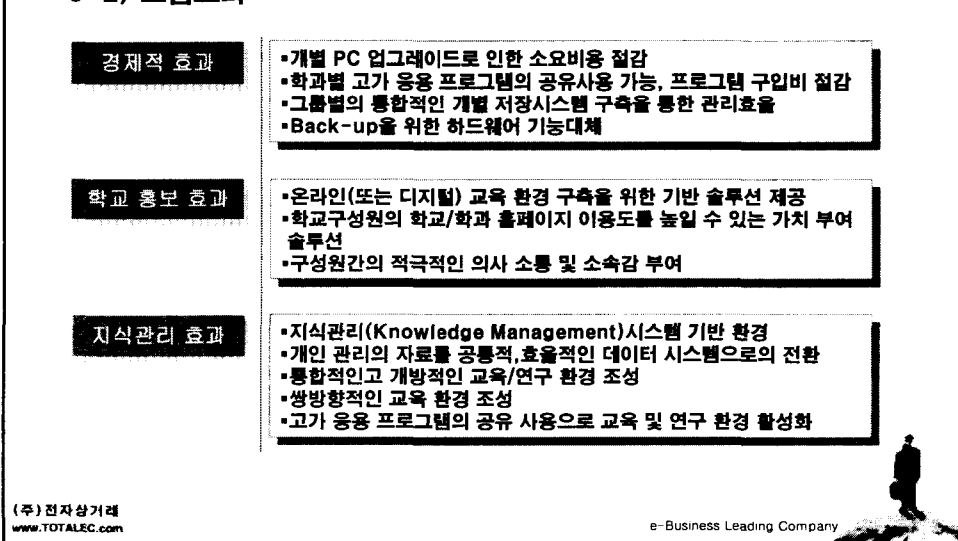 경제적 효과
▪개별 PC 업그레이드로 인한 소요비용 절감
▪학과별 고가 응용 프로그램의 공유사용 가능, 프로그램 구입비 절감
▪그룹별의 통합적인 개별 저장시스템 구축을 통한 관리효율
▪Back-up을 위한 하드웨어 기능대체
학교 홍보 효과
▪온라인(또는 디지털) 교육 환경 구축을 위한 기반 솔루션 제공
▪학교구성원의 학교/학과 홈페이지 이용도를 높일 수 있는 가치 부여
솔루션
▪구성원간의 적극적인 의사 소통 및 소속감 부여
지식관리 효과
▪지식관리(Knowledge Management)시스템 기반 환경
▪개인 관리의 자료를 공통적,효율적인 데이터 시스템으로의 전환
▪통합적인고 개방적인 교육/연구 환경 조성
▪쌍방향적인 교육 환경 조성
▪고가 응용 프로그램의 공유 사용으로 교육 및 연구 환경 활성화
(주)전자상거래
www.TOTALEC.com
e-Business Leading Company